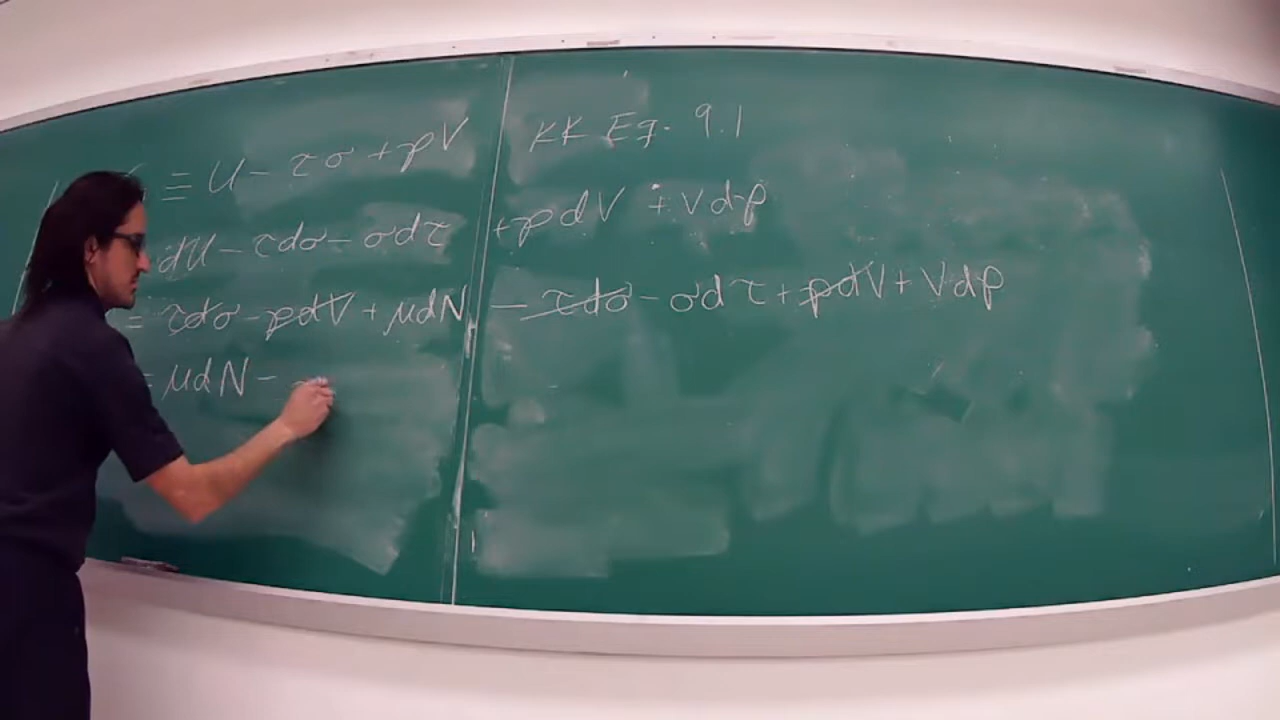 ≡ U - τσ + pV KK Eq. 9.1
dU - τdσ - σdτ + pdV + Vdp
= τdσ - pdV + μdN - τdσ - σdτ + pdV + Vdp
= μdN -